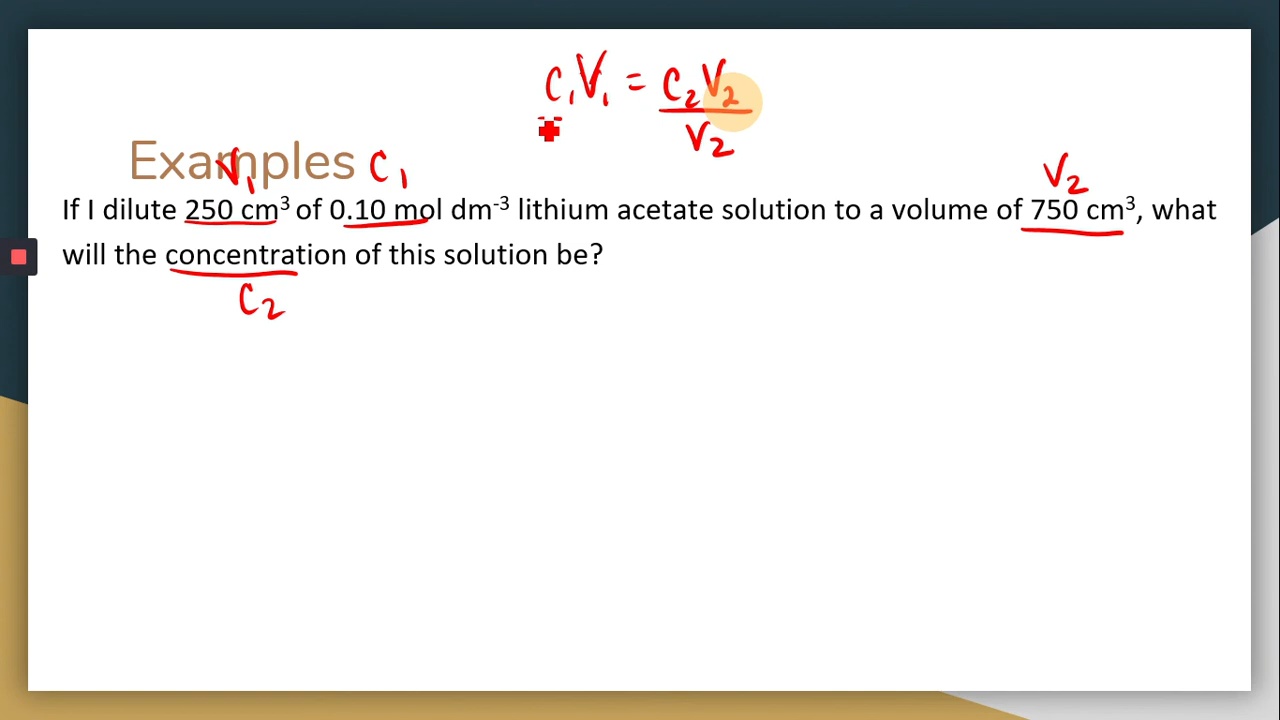 C₁V₁ = C₂V₂
V₂
Examples
V₁ C₁ V₂
If I dilute 250 cm³ of 0.10 mol dm⁻³ lithium acetate solution to a volume of 750 cm³, what
will the concentration of this solution be?
C₂